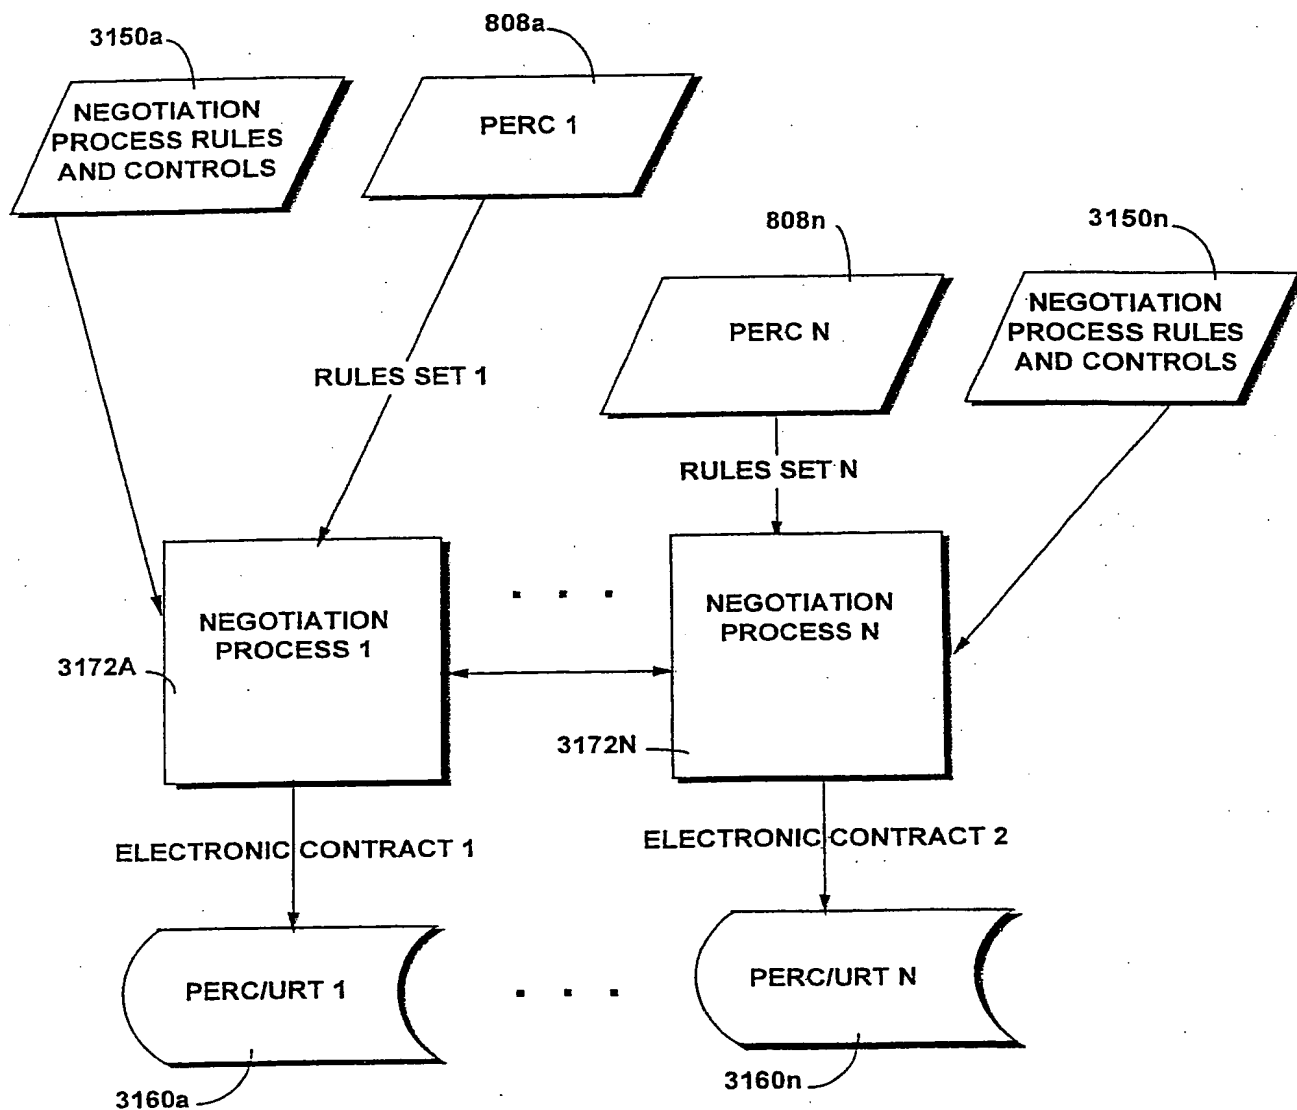 3150a
808a
NEGOTIATION
PROCESS RULES
AND CONTROLS
PERC 1
808n
3150n
PERC N
NEGOTIATION
PROCESS RULES
AND CONTROLS
RULES SET 1
RULES SET N
NEGOTIATION
PROCESS 1
NEGOTIATION
PROCESS N
3172A
3172N
ELECTRONIC CONTRACT 1
ELECTRONIC CONTRACT 2
PERC/URT 1
PERC/URT N
3160a
3160n